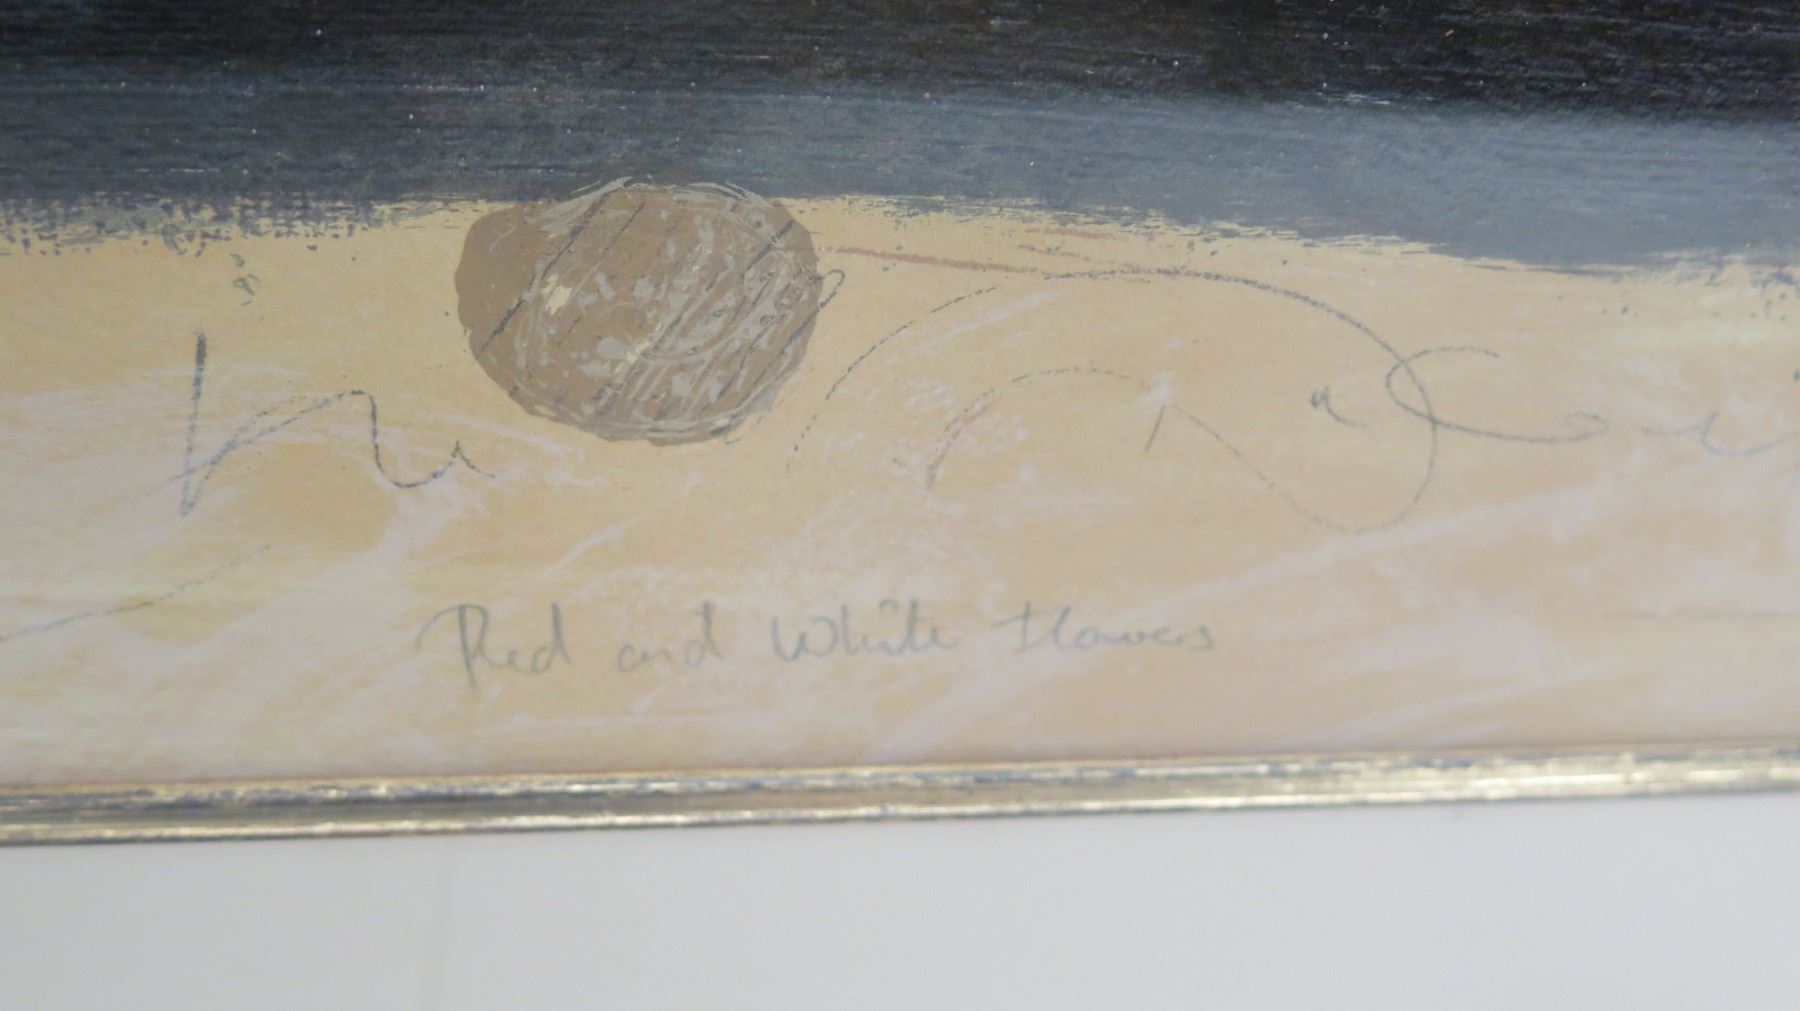 Red and White Flowers